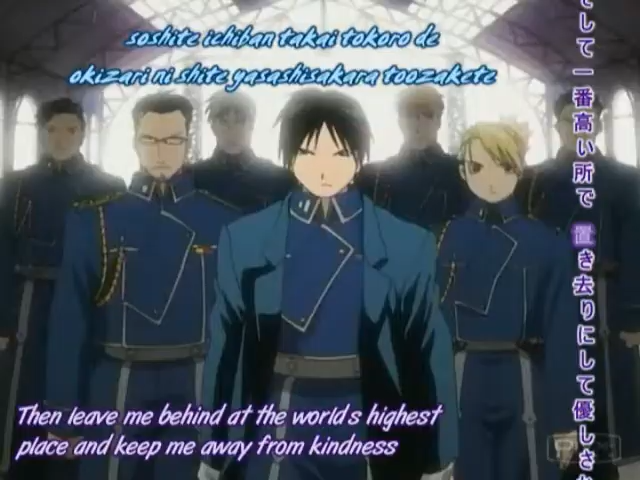 soshite ichiban takai tokoro de
okizari ni shite yasashisakara toozakete
して一番高い所で 置き去りにして優しさ
Then leave me behind at the world's highest
place and keep me away from kindness